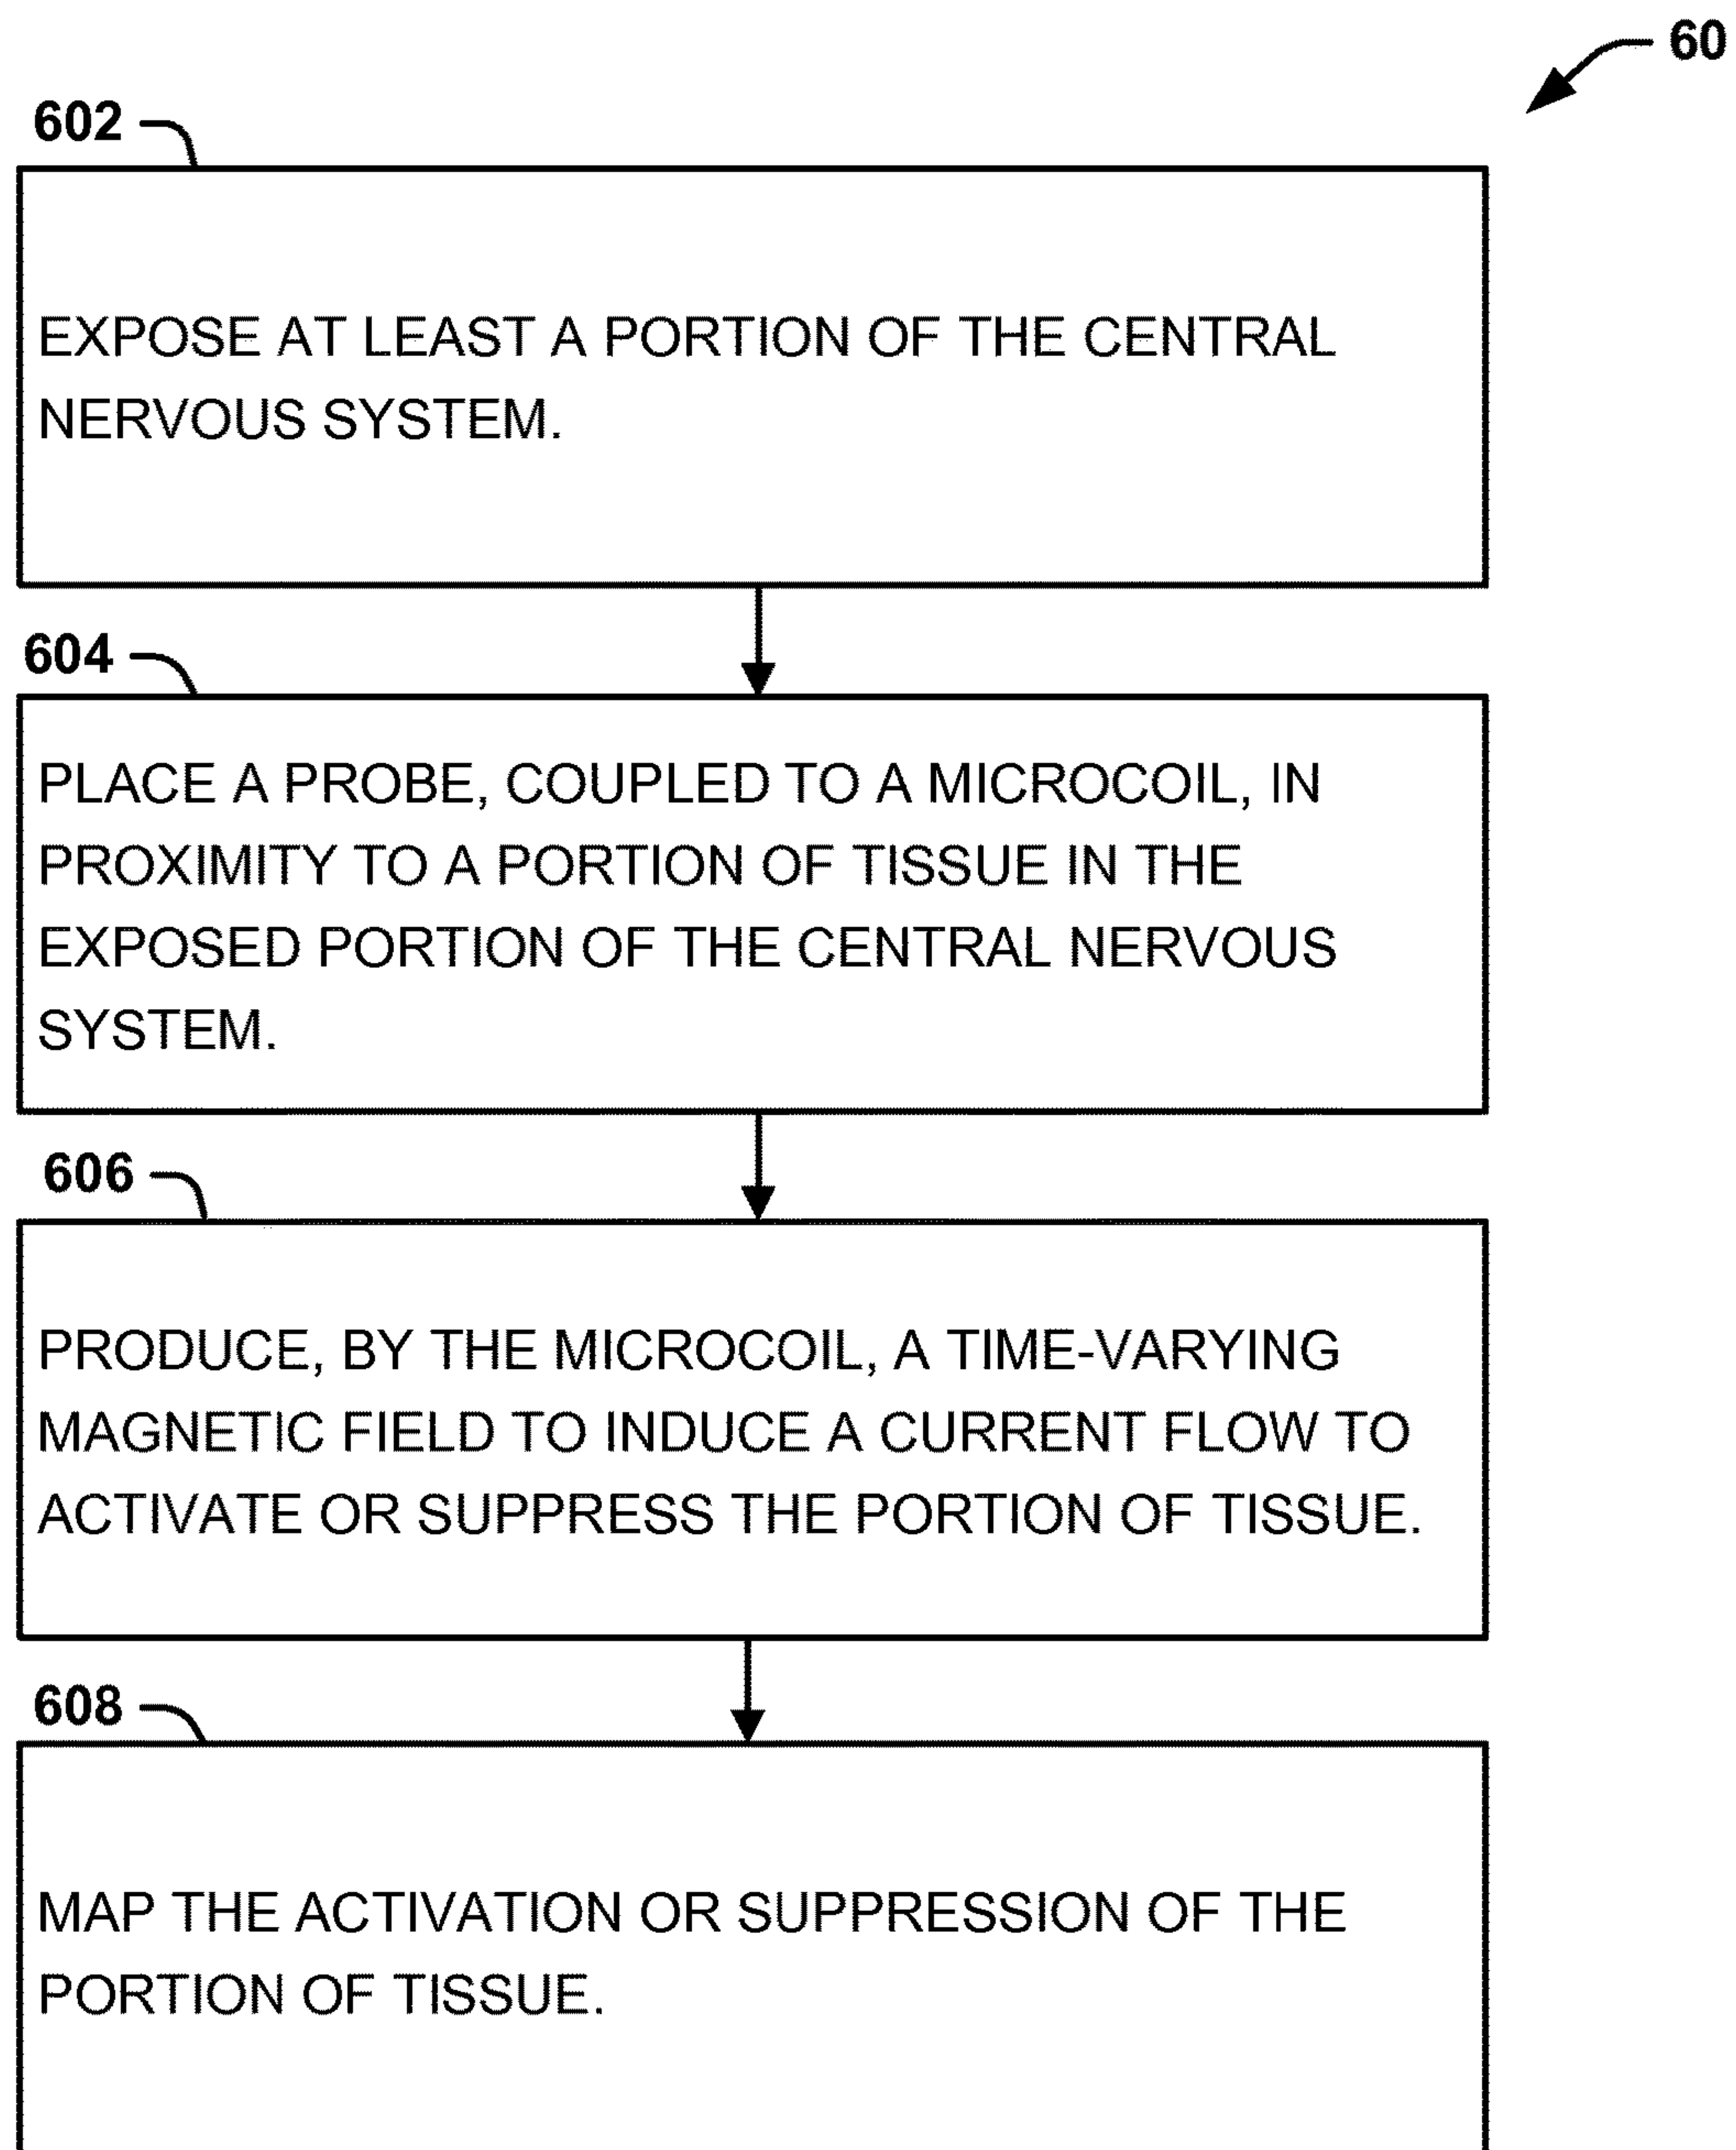 60
602
EXPOSE AT LEAST A PORTION OF THE CENTRAL
NERVOUS SYSTEM.
604
PLACE A PROBE, COUPLED TO A MICROCOIL, IN
PROXIMITY TO A PORTION OF TISSUE IN THE
EXPOSED PORTION OF THE CENTRAL NERVOUS
SYSTEM.
606
PRODUCE, BY THE MICROCOIL, A TIME-VARYING
MAGNETIC FIELD TO INDUCE A CURRENT FLOW TO
ACTIVATE OR SUPPRESS THE PORTION OF TISSUE.
608
MAP THE ACTIVATION OR SUPPRESSION OF THE
PORTION OF TISSUE.